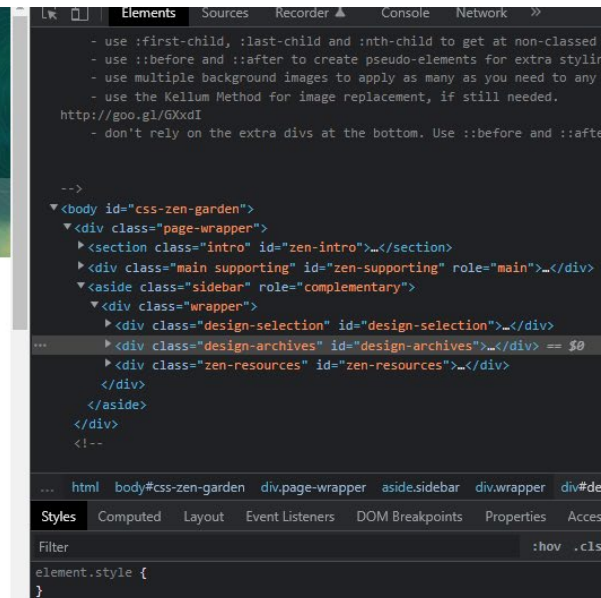 Elements Sources Recorder Console Network »
- use :first-child, :last-child and :nth-child to get at non-classed
- use ::before and ::after to create pseudo-elements for extra
- use multiple background images to apply as many as you need to any
- use the Kellum Method for image replacement, if still needed.
http://goo.gl/GXxdI
- don't rely on the extra divs at the bottom. Use ::before and
-->
▼<body id="css-zen-garden">
▼<div class="page-wrapper">
▶<section class="intro" id="zen-intro">…</section>
▶<div class="main supporting" id="zen-supporting" role="main">…</div>
▼<aside class="sidebar" role="complementary">
▼<div class="wrapper">
▶<div class="design-selection" id="design-selection">…</div>
... ▶<div class="design-archives" id="design-archives">…</div> == $0
▶<div class="zen-resources" id="zen-resources">…</div>
</div>
</aside>
</div>
<!--
... html body#css-zen-garden div.page-wrapper aside.sidebar div.wrapper div#de
Styles Computed Layout Event Listeners DOM Breakpoints Properties Acces
Filter :hov .cls
element.style {
}